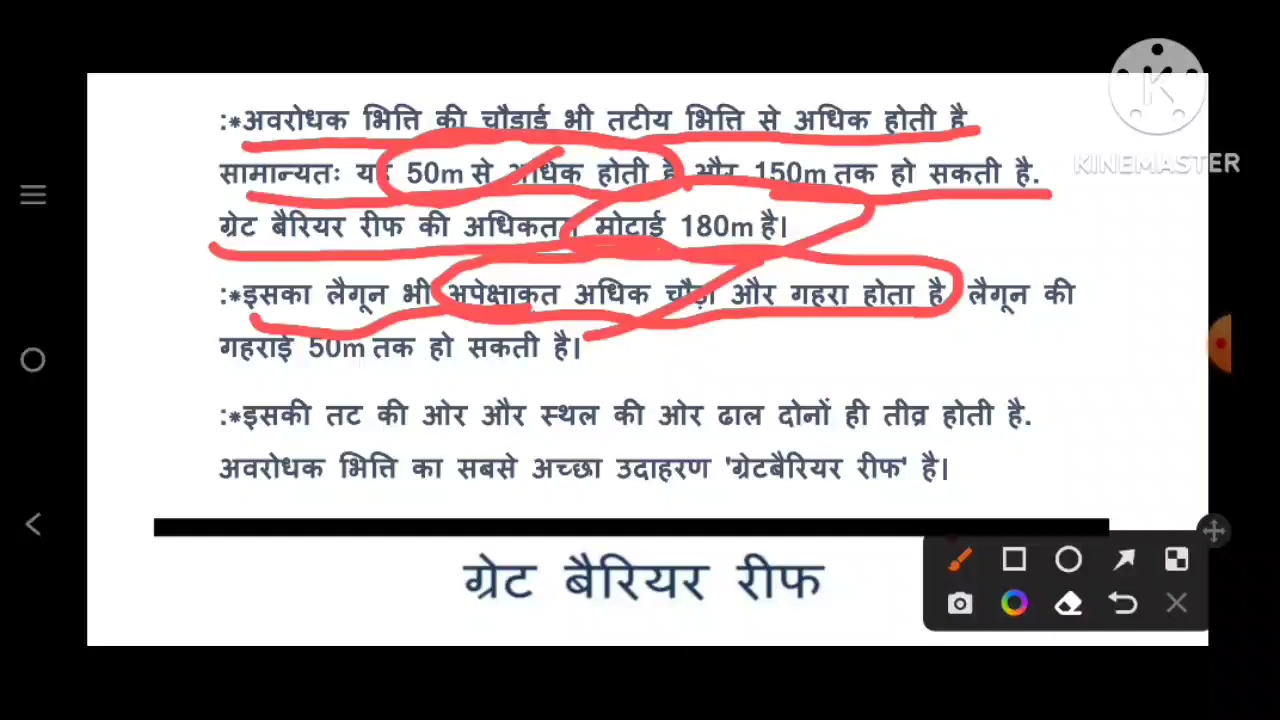 :*अवरोधक भित्ति की चौडाई भी तटीय भित्ति से अधिक होती है
सामान्यतः यह 50m से अधिक होती है और 150m तक हो सकती है.
ग्रेट बैरियर रीफ की अधिकतम मोटाई 180m है।
:*इसका लैगून भी अपेक्षाकृत अधिक चौड़ा और गहरा होता है लैगून की
गहराई 50m तक हो सकती है।
:*इसकी तट की ओर और स्थल की ओर ढाल दोनों ही तीव्र होती है.
अवरोधक भित्ति का सबसे अच्छा उदाहरण 'ग्रेटबैरियर रीफ' है।
ग्रेट बैरियर रीफ
K
KINEMASTER